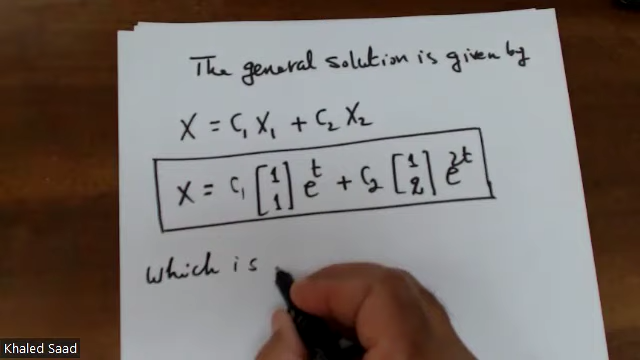 The general solution is given by
X = C₁ X₁ + C₂ X₂
X = C₁ [1 1] e^t + C₂ [1 2] e^2t
Which is
Khaled Saad